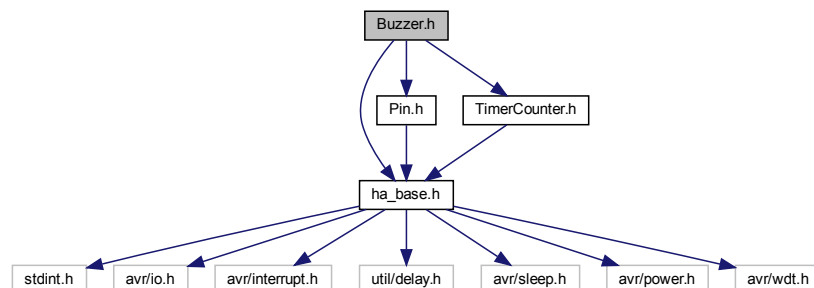 Buzzer.h
Pin.h
TimerCounter.h
ha_base.h
stdint.h
avr/io.h
avr/interrupt.h
util/delay.h
avr/sleep.h
avr/power.h
avr/wdt.h